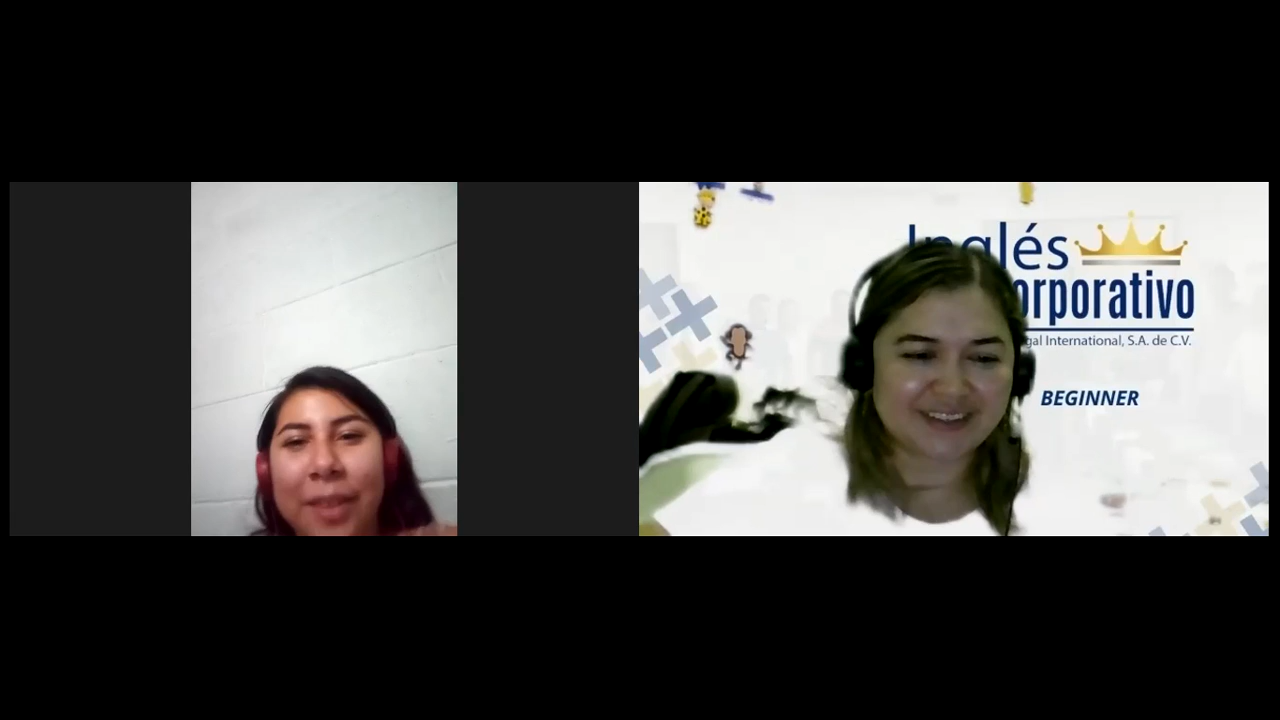 Inglés
orporativo
gal International, S.A. de C.V.
BEGINNER